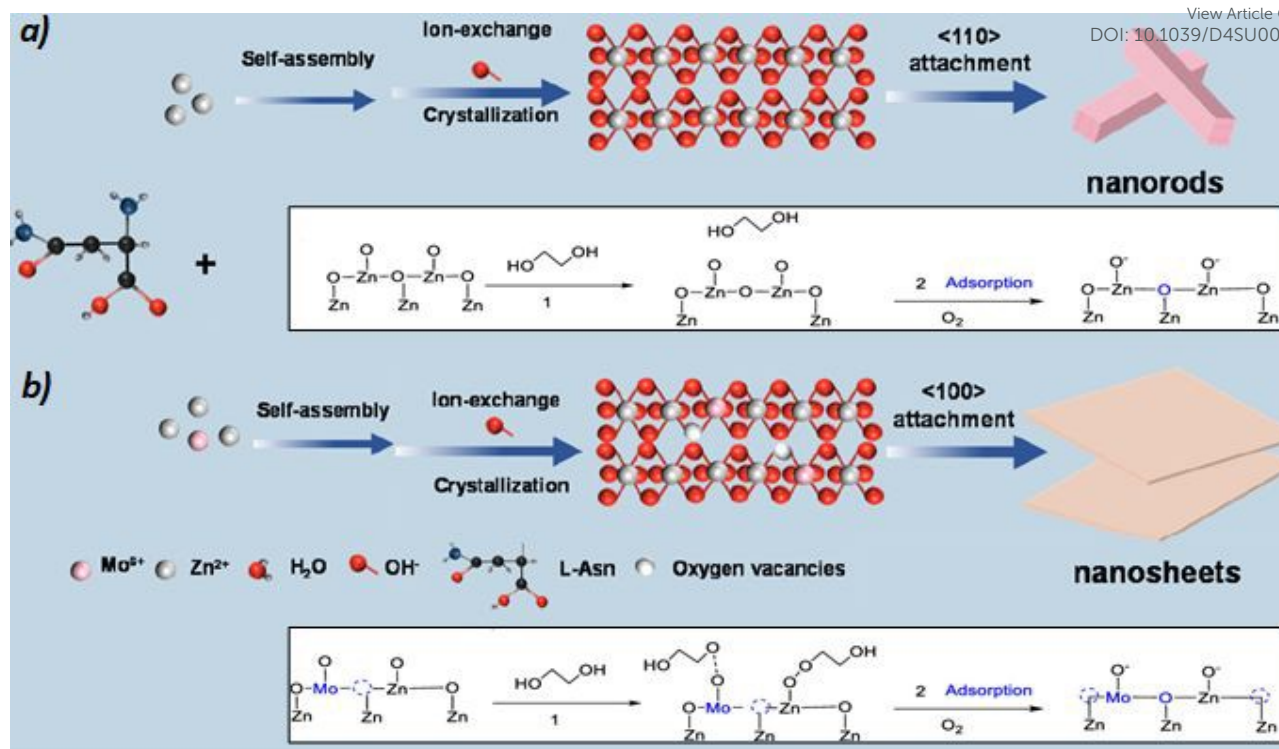 View Article
DOI: 10.1039/D4SU00
a)
Self-assembly
Ion-exchange
Crystallization
<110>
attachment
nanorods
+
O O
O Zn O Zn O
Zn Zn Zn
HO OH
1
HO OH
O O
O Zn O Zn O
Zn Zn
2 Adsorption
O₂
O⁻ O⁻
O Zn O Zn O
Zn Zn Zn
b)
Self-assembly
Ion-exchange
Crystallization
<100>
attachment
nanosheets
Zn²⁺ H₂O OH⁻ L-Asn Oxygen vacancies
O O
O Mo Zn O
Zn Zn Zn
HO OH
1
HO O O OH
O O
O Mo Zn O
Zn Zn Zn
2 Adsorption
O₂
O⁻ O⁻
Mo O Zn
Zn Zn Zn